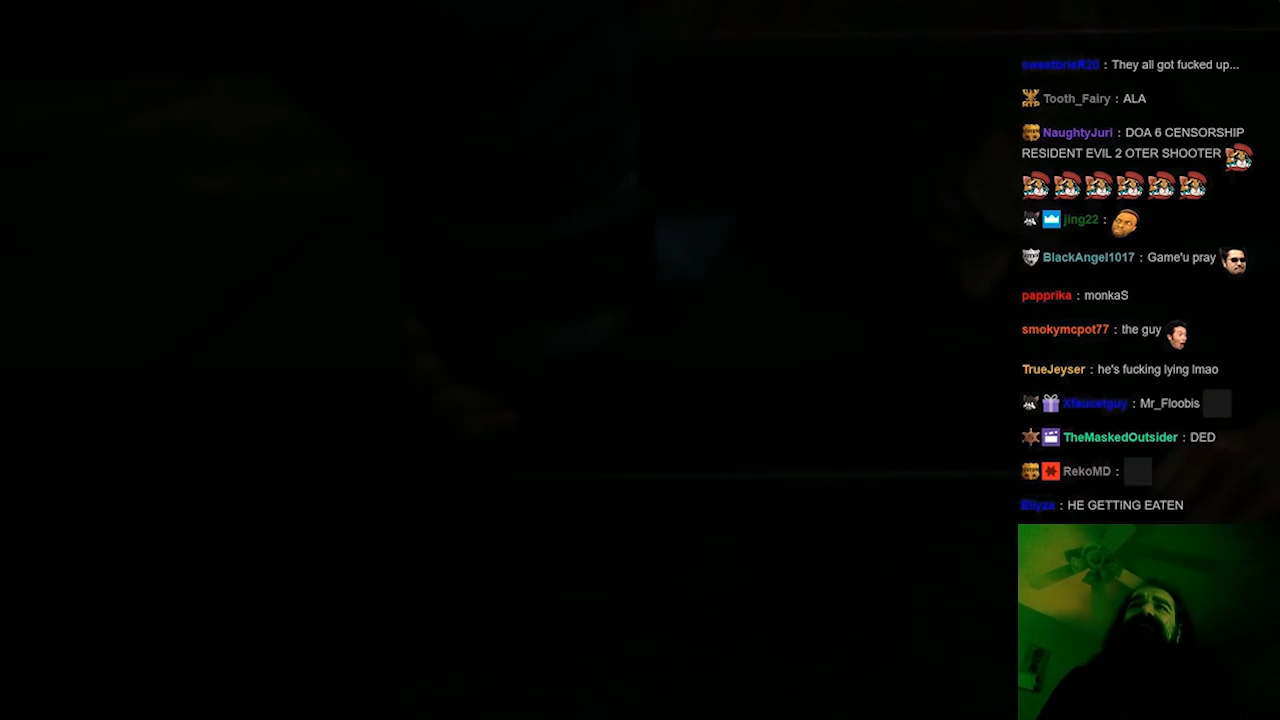 sweetbrieR20 : They all got fucked up...
Tooth_Fairy : ALA
NaughtyJuri : DOA 6 CENSORSHIP
RESIDENT EVIL 2 OTER SHOOTER
jing22 :
BlackAngel1017 : Game'u pray
papprika : monkaS
smokymcpot77 : the guy
TrueJeyser : he's fucking lying lmao
Xfaucetguy : Mr_Floobis
TheMaskedOutsider : DED
RekoMD :
Ellyza : HE GETTING EATEN